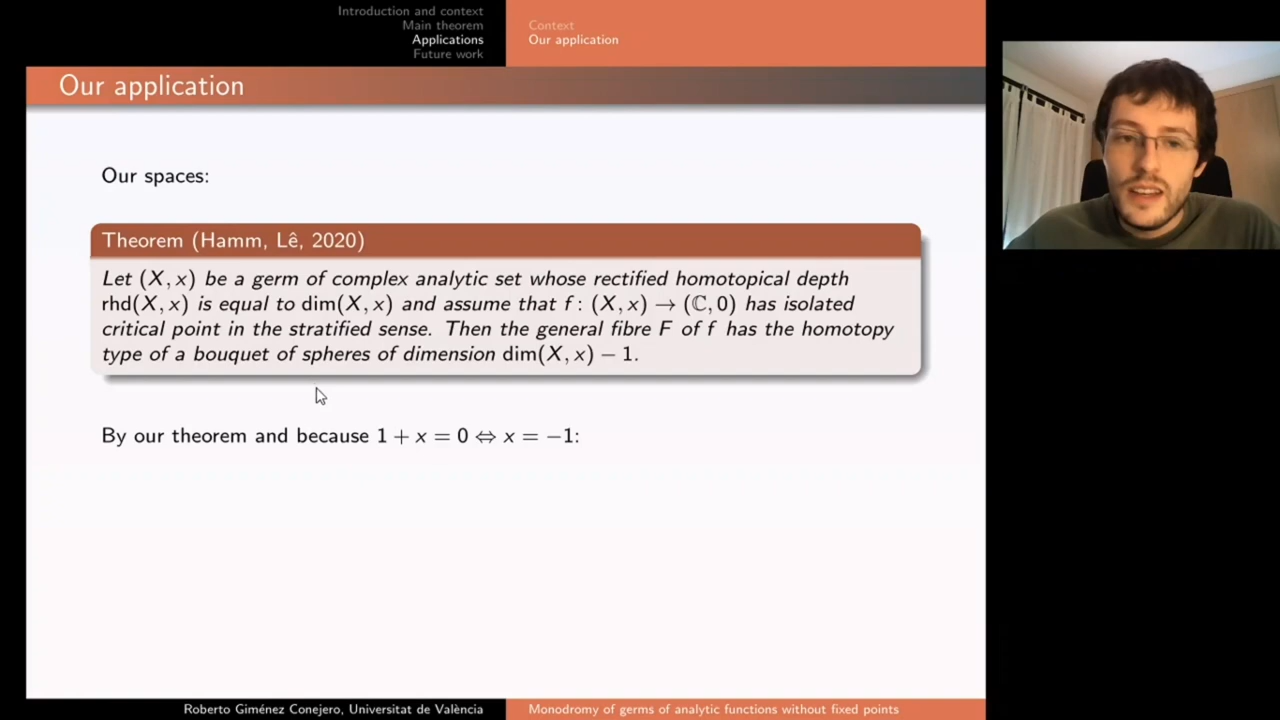 Introduction and context
Main theorem
Applications
Future work
Context
Our application
Our application
Our spaces:
Theorem (Hamm, Lê, 2020)
Let (X, x) be a germ of complex analytic set whose rectified homotopical depth
rhd(X, x) is equal to dim(X, x) and assume that f : (X, x) → (ℂ, 0) has isolated
critical point in the stratified sense. Then the general fibre F of f has the homotopy
type of a bouquet of spheres of dimension dim(X, x) − 1.
By our theorem and because 1 + x = 0 ⇔ x = −1:
Roberto Giménez Conejero, Universitat de València
Monodromy of germs of analytic functions without fixed points